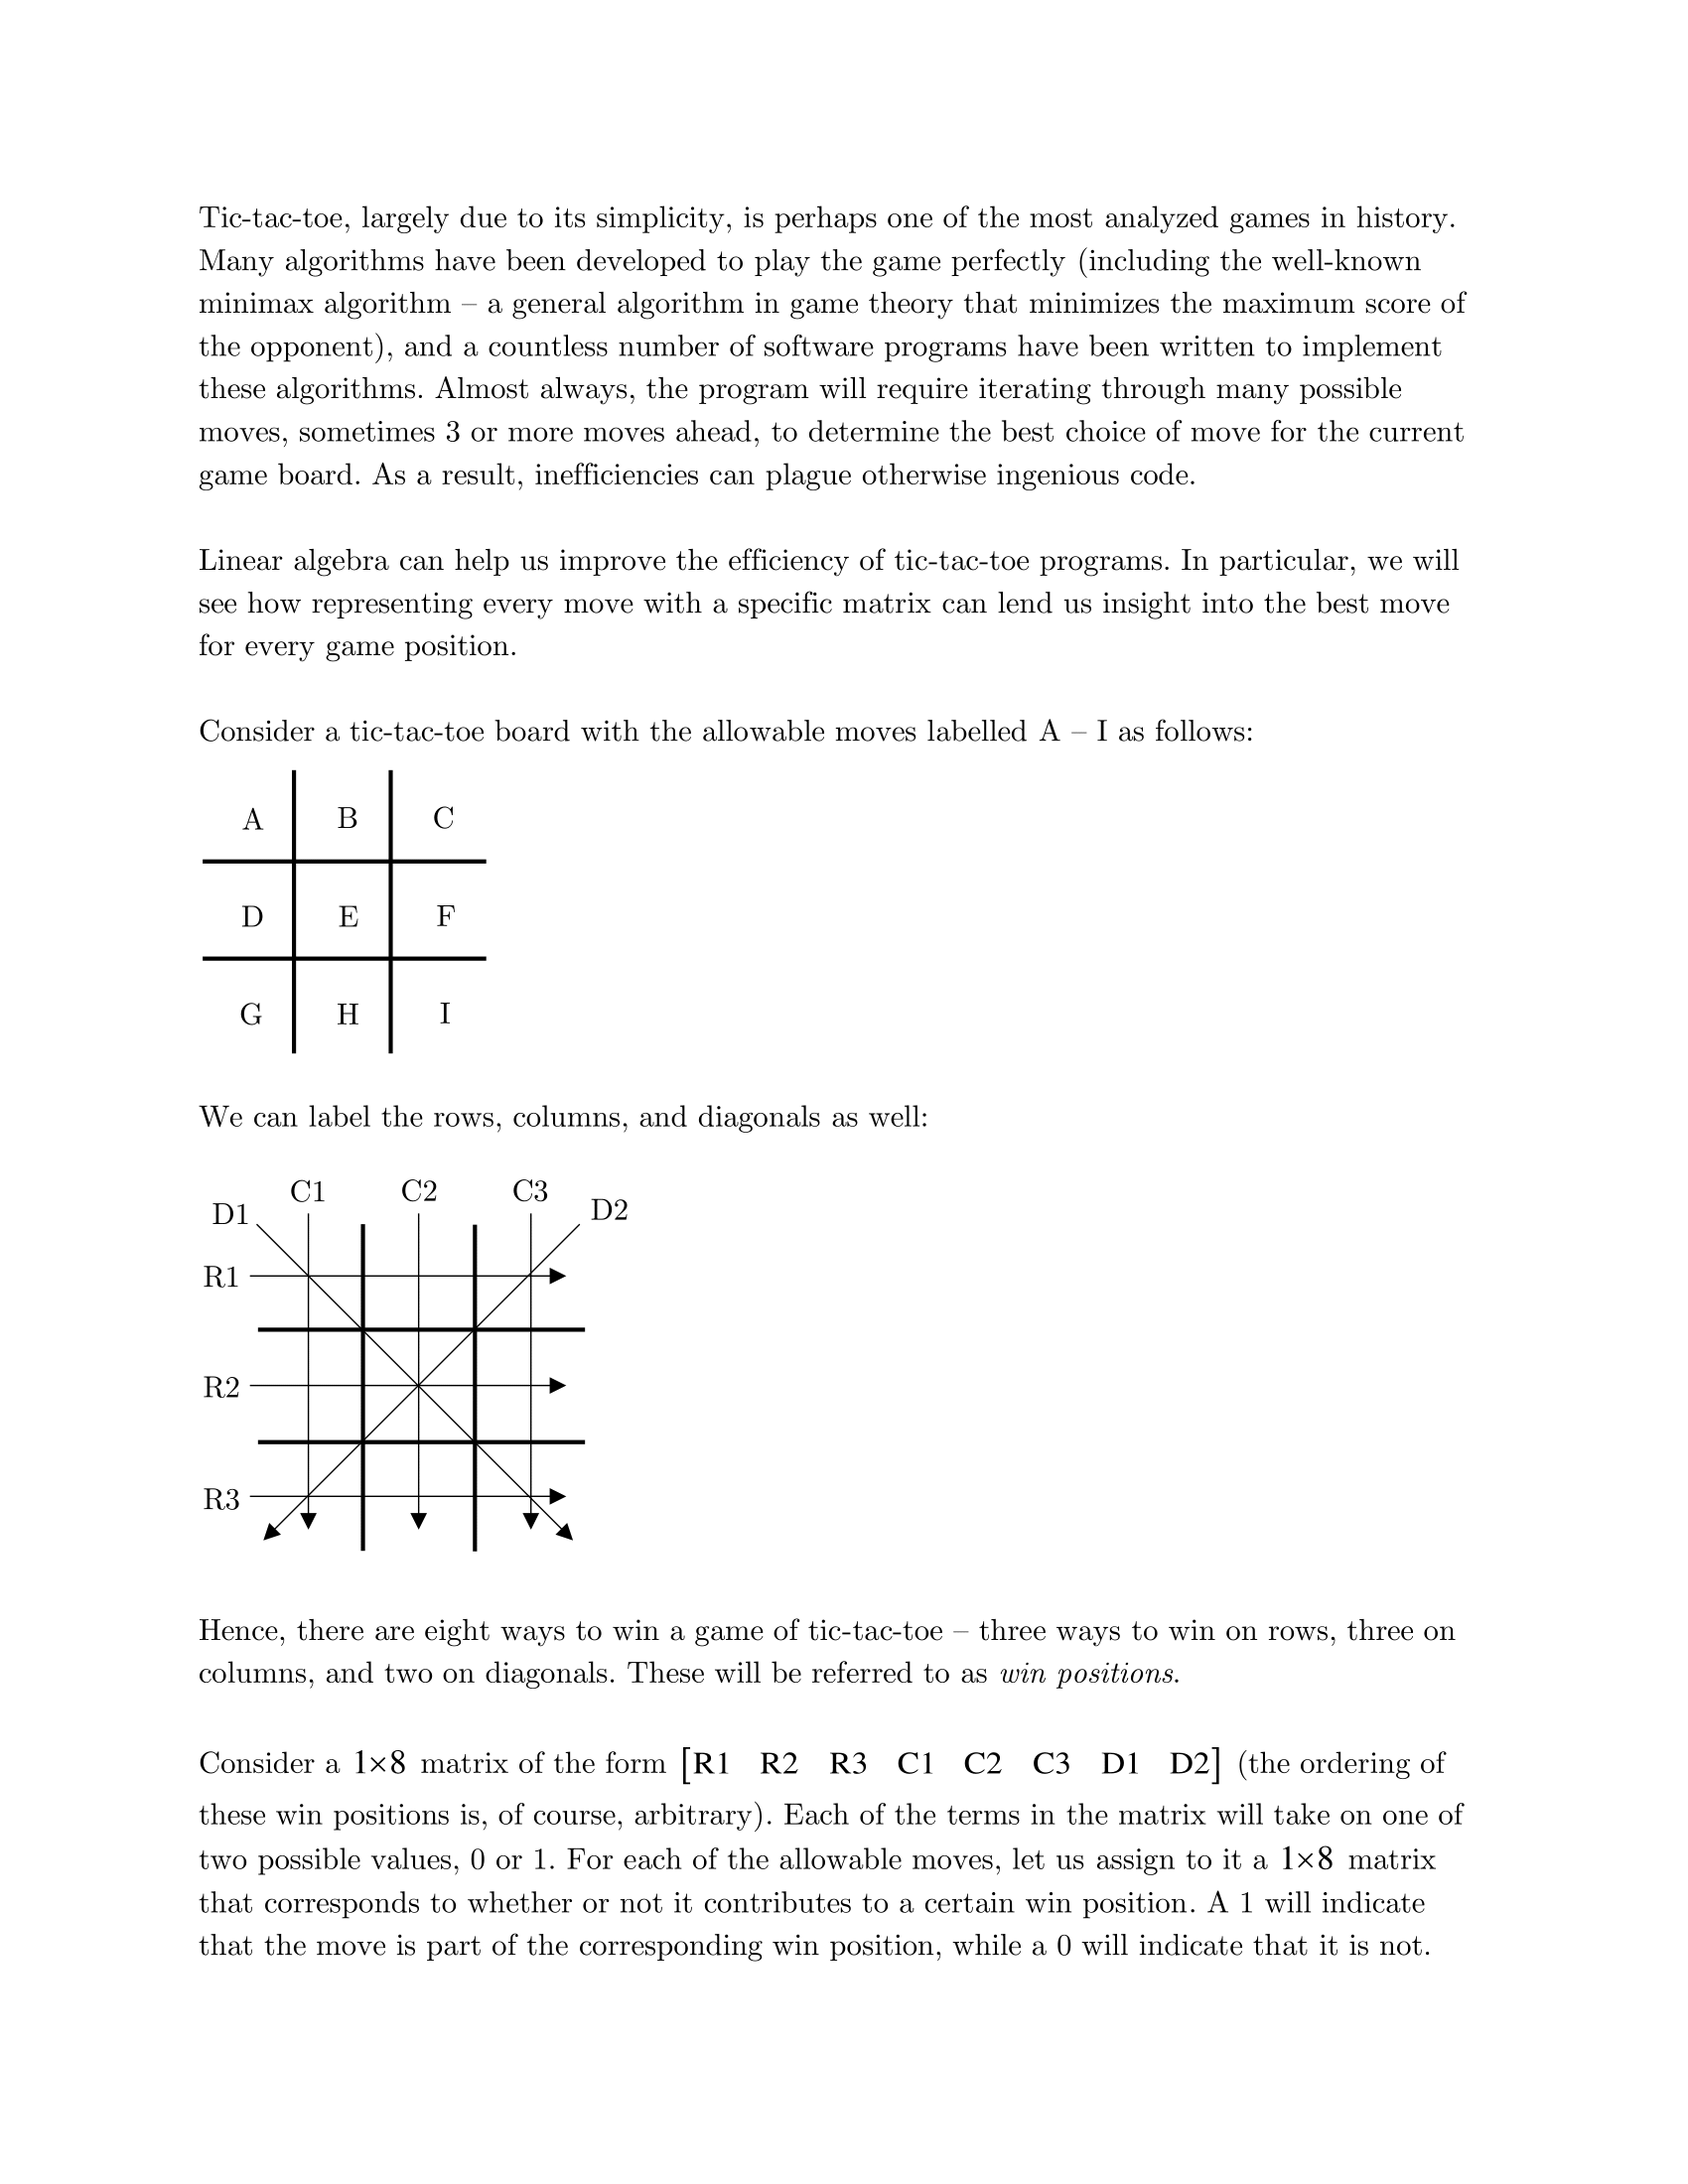 Tic-tac-toe, largely due to its simplicity, is perhaps one of the most analyzed games in history.
Many algorithms have been developed to play the game perfectly (including the well-known
minimax algorithm – a general algorithm in game theory that minimizes the maximum score of
the opponent), and a countless number of software programs have been written to implement
these algorithms. Almost always, the program will require iterating through many possible
moves, sometimes 3 or more moves ahead, to determine the best choice of move for the current
game board. As a result, inefficiencies can plague otherwise ingenious code.
Linear algebra can help us improve the efficiency of tic-tac-toe programs. In particular, we will
see how representing every move with a specific matrix can lend us insight into the best move
for every game position.
Consider a tic-tac-toe board with the allowable moves labelled A – I as follows:
A B C
D E F
G H I
We can label the rows, columns, and diagonals as well:
C1 C2 C3
D1 D2
R1
R2
R3
Hence, there are eight ways to win a game of tic-tac-toe – three ways to win on rows, three on
columns, and two on diagonals. These will be referred to as win positions.
Consider a 1×8 matrix of the form [R1 R2 R3 C1 C2 C3 D1 D2] (the ordering of
these win positions is, of course, arbitrary). Each of the terms in the matrix will take on one of
two possible values, 0 or 1. For each of the allowable moves, let us assign to it a 1×8 matrix
that corresponds to whether or not it contributes to a certain win position. A 1 will indicate
that the move is part of the corresponding win position, while a 0 will indicate that it is not.